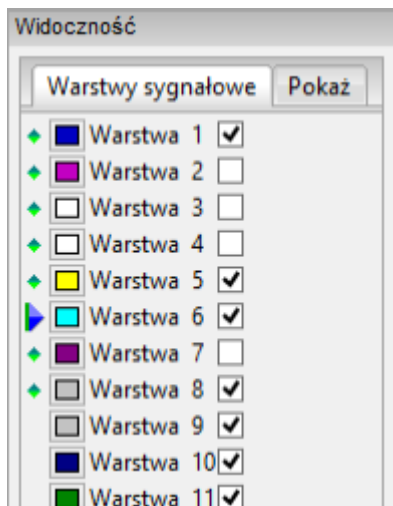 Widoczność
Warstwy sygnałowe Pokaż
Warstwa 1
Warstwa 2
Warstwa 3
Warstwa 4
Warstwa 5
Warstwa 6
Warstwa 7
Warstwa 8
Warstwa 9
Warstwa 10
Warstwa 11